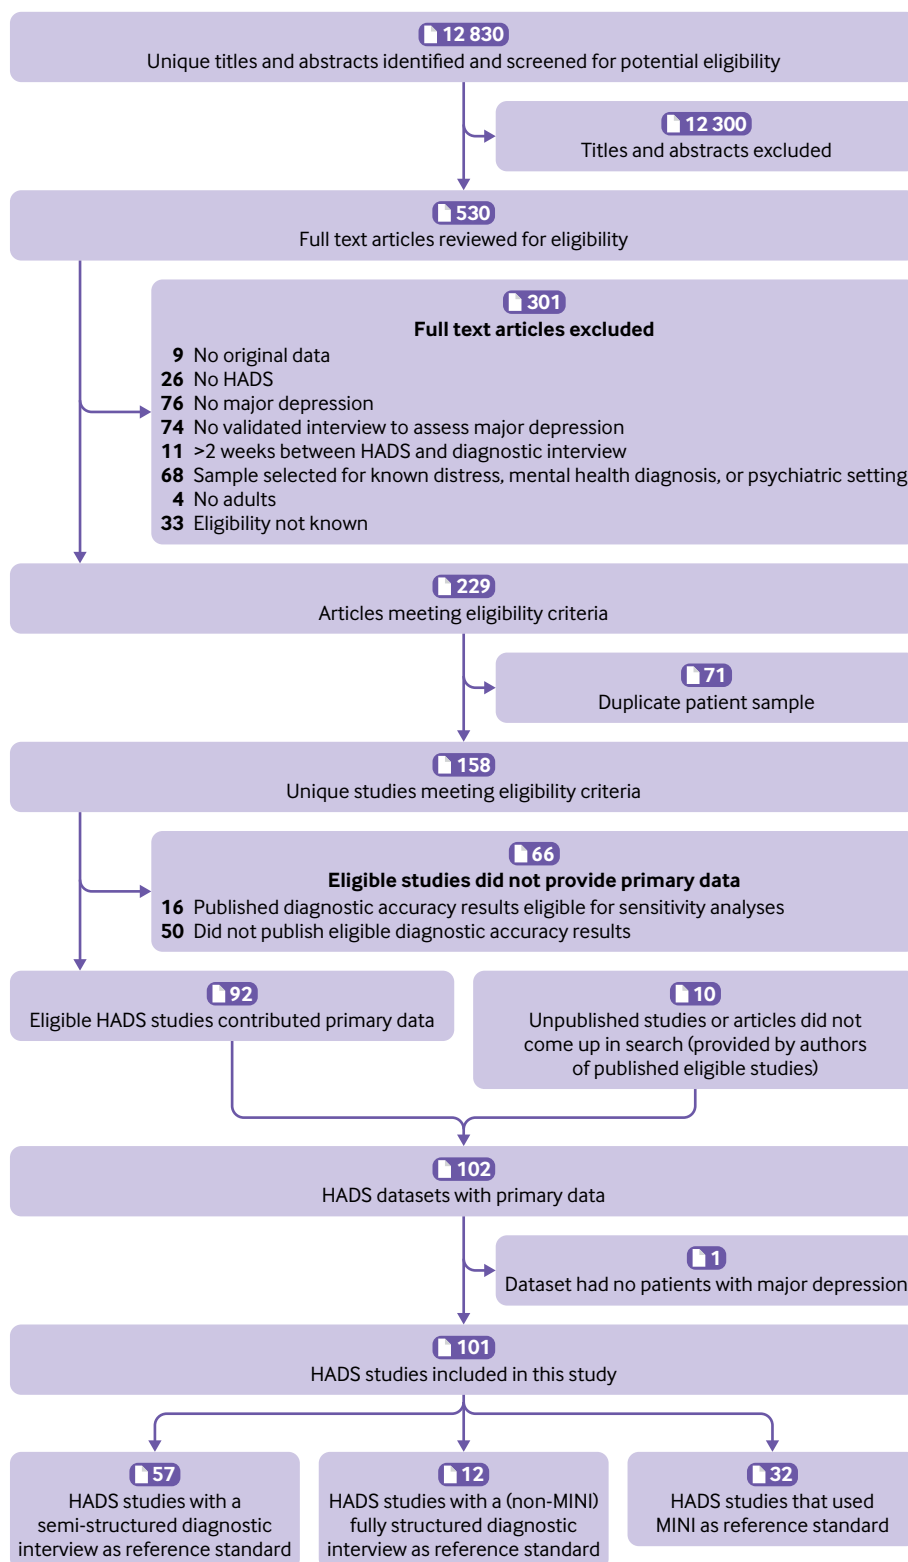 12 830
Unique titles and abstracts identified and screened for potential eligibility
12 300
Titles and abstracts excluded
530
Full text articles reviewed for eligibility
301
Full text articles excluded
9 No original data
26 No HADS
76 No major depression
74 No validated interview to assess major depression
11 >2 weeks between HADS and diagnostic interview
68 Sample selected for known distress, mental health diagnosis, or psychiatric setting
4 No adults
33 Eligibility not known
229
Articles meeting eligibility criteria
71
Duplicate patient sample
158
Unique studies meeting eligibility criteria
66
Eligible studies did not provide primary data
16 Published diagnostic accuracy results eligible for sensitivity analyses
50 Did not publish eligible diagnostic accuracy results
92
Eligible HADS studies contributed primary data
10
Unpublished studies or articles did not
come up in search (provided by authors
of published eligible studies)
102
HADS datasets with primary data
1
Dataset had no patients with major depression
101
HADS studies included in this study
57
HADS studies with a
semi-structured diagnostic
interview as reference standard
12
HADS studies with a (non-MINI)
fully structured diagnostic
interview as reference standard
32
HADS studies that used
MINI as reference standard